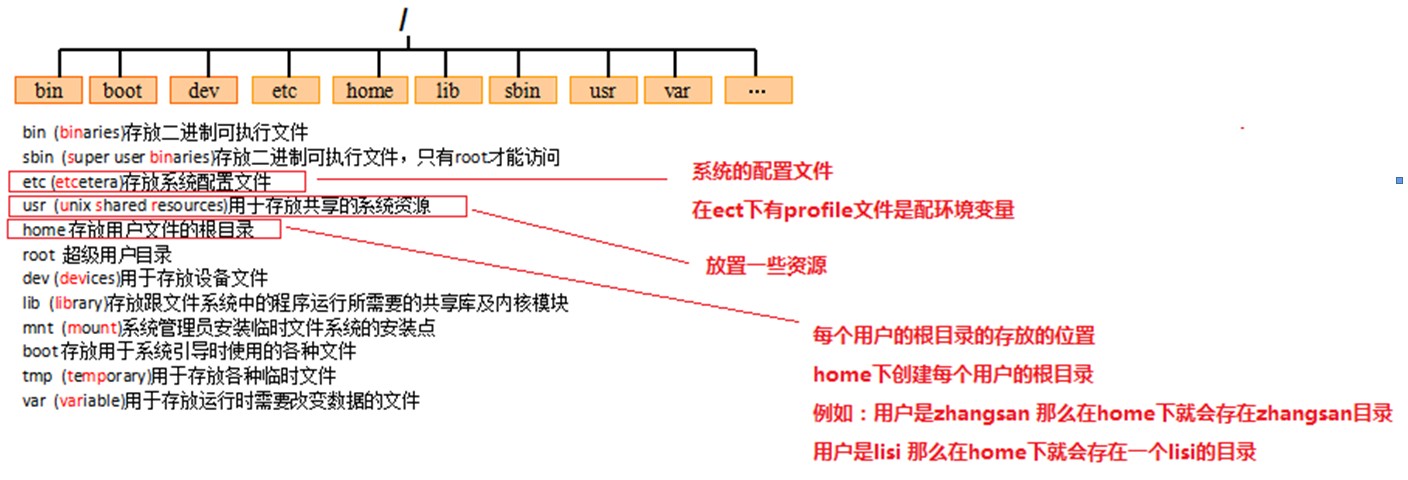 /
bin boot dev etc home lib sbin usr var ...
bin (binaries)存放二进制可执行文件
sbin (super user binaries)存放二进制可执行文件，只有root才能访问
etc (etcetera)存放系统配置文件
usr (unix shared resources)用于存放共享的系统资源
home 存放用户文件的根目录
root 超级用户目录
dev (devices)用于存放设备文件
lib (library)存放跟文件系统中的程序运行所需要的共享库及内核模块
mnt (mount)系统管理员安装临时文件系统的安装点
boot 存放用于系统引导时使用的各种文件
tmp (temporary)用于存放各种临时文件
var (variable)用于存放运行时需要改变数据的文件
系统的配置文件
在ect下有profile文件是配环境变量
放置一些资源
每个用户的根目录的存放的位置
home下创建每个用户的根目录
例如：用户是zhangsan 那么在home下就会存在zhangsan目录
用户是lisi 那么在home下就会存在一个lisi的目录